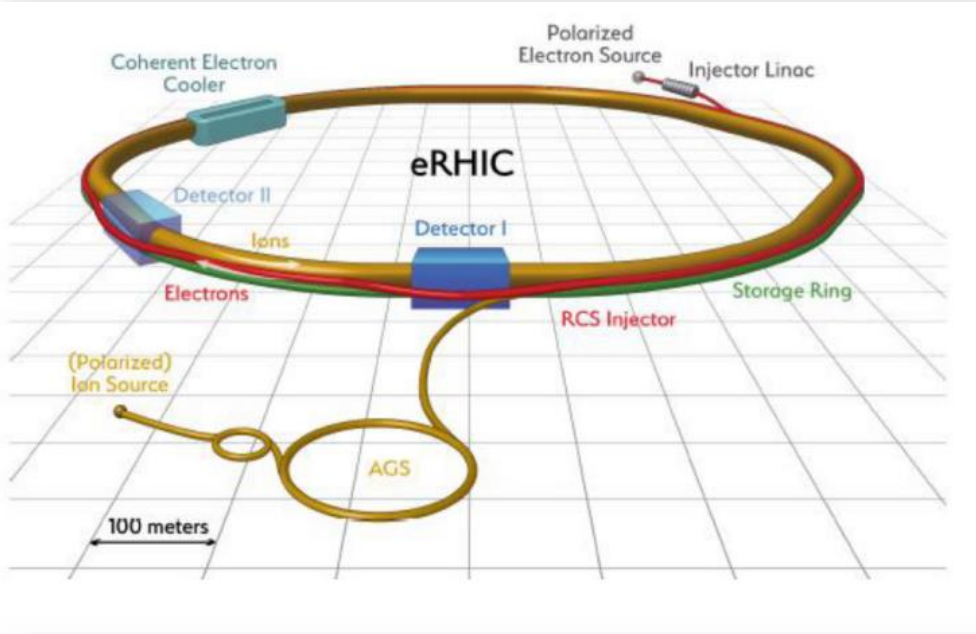 Polarized
Electron Source
Injector Linac
Coherent Electron
Cooler
eRHIC
Detector II
Detector I
Ions
Electrons
Storage Ring
RCS Injector
(Polarized)
Ion Source
AGS
100 meters